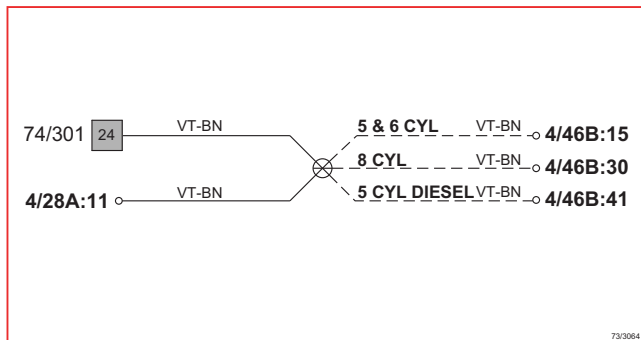 74/301 24 VT-BN 5 & 6 CYL VT-BN 4/46B:15
8 CYL VT-BN 4/46B:30
4/28A:11 VT-BN 5 CYL DIESEL VT-BN 4/46B:41
73/3064